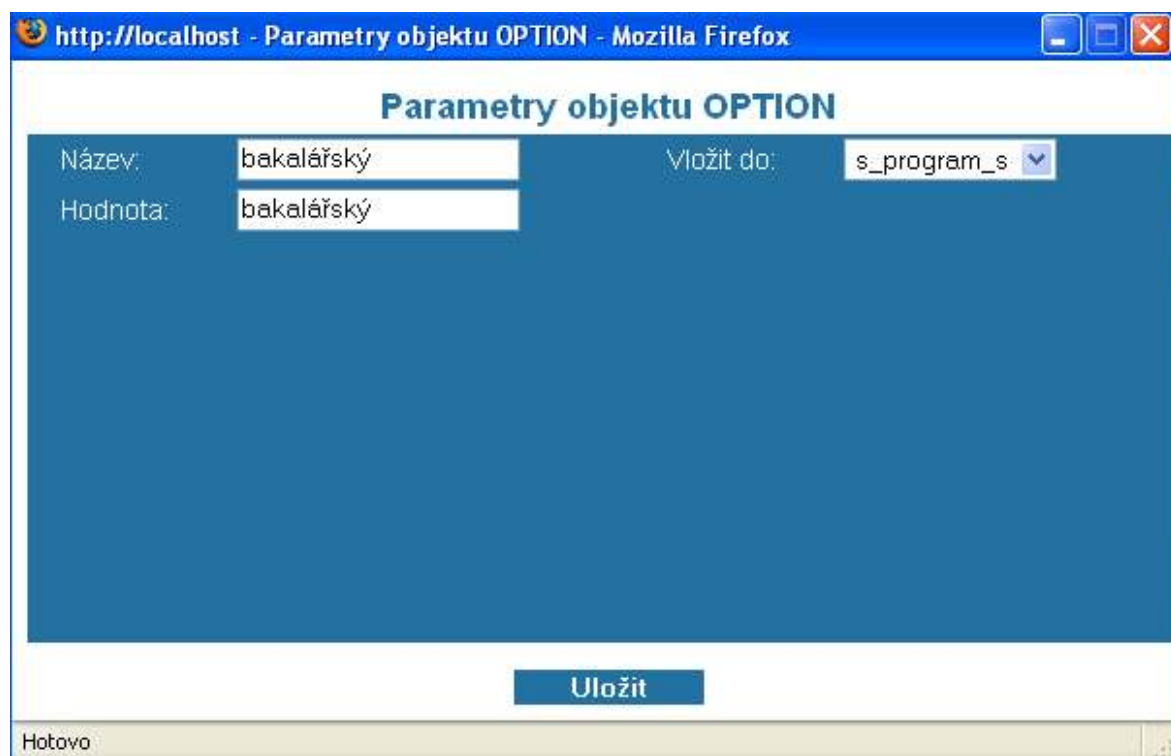 http://localhost - Parametry objektu OPTION - Mozilla Firefox
Parametry objektu OPTION
Název: bakalářský Vložit do: s_program_s
Hodnota: bakalářský
Uložit
Hotovo